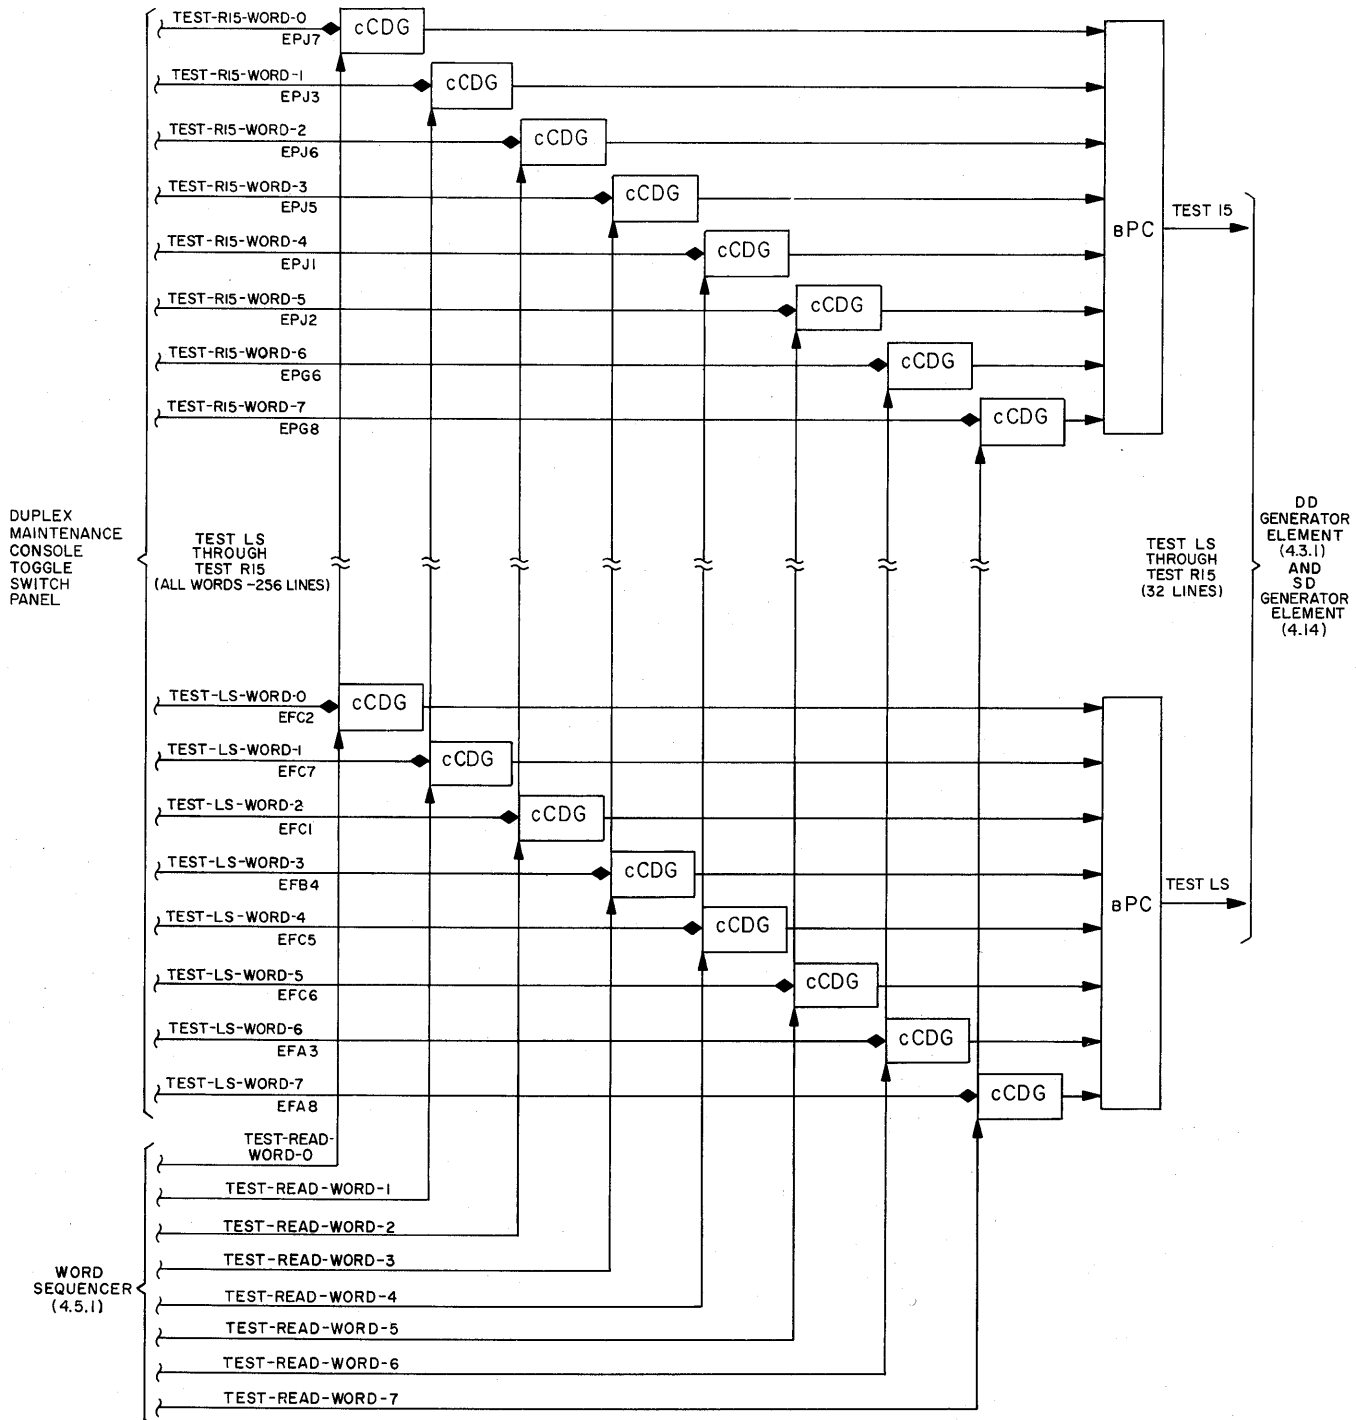 TEST-R15-WORD-0
EPJ7
cCDG
TEST-R15-WORD-1
EPJ3
cCDG
TEST-R15-WORD-2
EPJ6
cCDG
TEST-R15-WORD-3
EPJ5
cCDG
TEST-R15-WORD-4
EPJ1
cCDG
TEST-R15-WORD-5
EPJ2
cCDG
TEST-R15-WORD-6
EPG6
cCDG
TEST-R15-WORD-7
EPG8
cCDG
BPC
TEST 15
DUPLEX
MAINTENANCE
CONSOLE
TOGGLE
SWITCH
PANEL
TEST LS
THROUGH
TEST R15
(ALL WORDS-256 LINES)
TEST LS
THROUGH
TEST R15
(32 LINES)
DD
GENERATOR
ELEMENT
(4.3.1)
AND
SD
GENERATOR
ELEMENT
(4.14)
TEST-LS-WORD-0
EFC2
cCDG
TEST-LS-WORD-1
EFC7
cCDG
TEST-LS-WORD-2
EFC1
cCDG
TEST-LS-WORD-3
EFB4
cCDG
TEST-LS-WORD-4
EFC5
cCDG
TEST-LS-WORD-5
EFC6
cCDG
TEST-LS-WORD-6
EFA3
cCDG
TEST-LS-WORD-7
EFA8
cCDG
BPC
TEST LS
WORD
SEQUENCER
(4.5.1)
TEST-READ-
WORD-0
TEST-READ-WORD-1
TEST-READ-WORD-2
TEST-READ-WORD-3
TEST-READ-WORD-4
TEST-READ-WORD-5
TEST-READ-WORD-6
TEST-READ-WORD-7